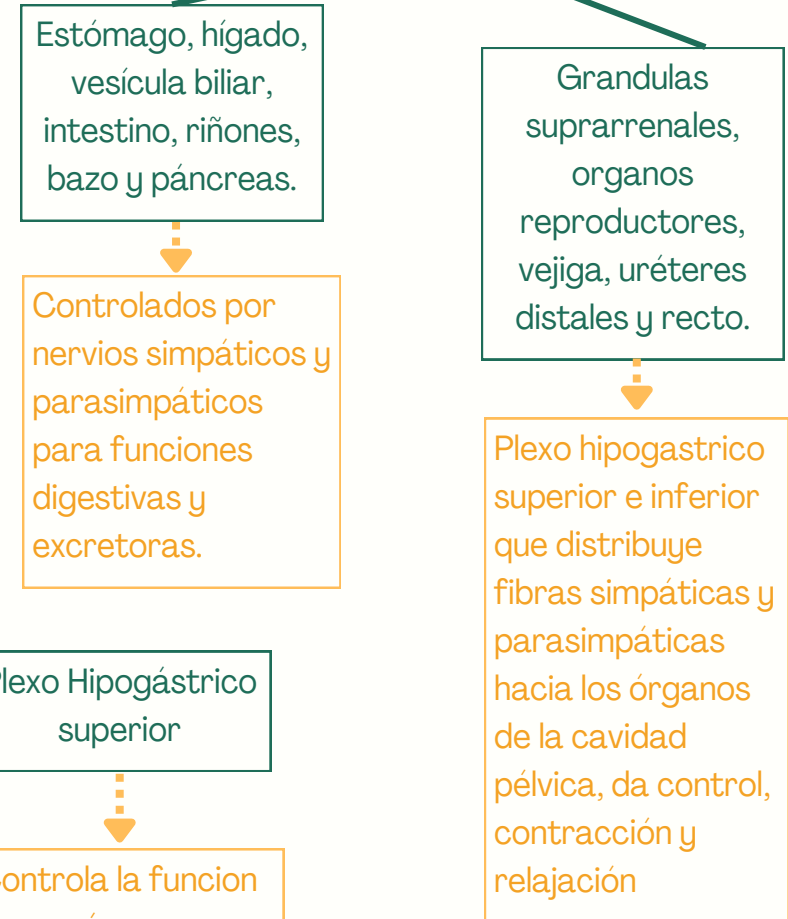 Estómago, hígado,
vesícula biliar,
intestino, riñones,
bazo y páncreas.
Controlados por
nervios simpáticos y
parasimpáticos
para funciones
digestivas y
excretoras.
Grandulas
suprarrenales,
organos
reproductores,
vejiga, uréteres
distales y recto.
Plexo hipogastrico
superior e inferior
que distribuye
fibras simpáticas y
parasimpáticas
hacia los órganos
de la cavidad
pélvica, da control,
contracción y
relajación
Plexo Hipogástrico
superior
Controla la funcion